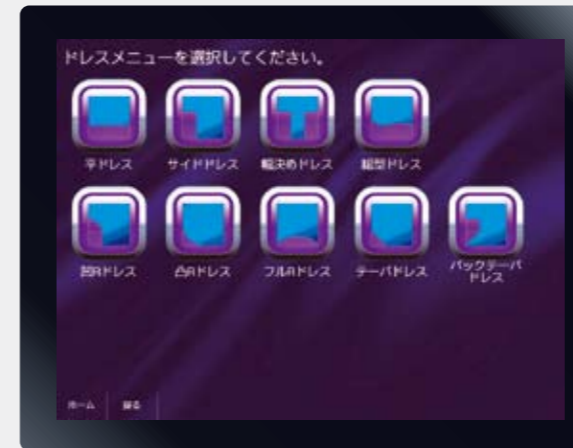 ドレスメニューを選択してください。
平ドレス
サイドドレス
幅決めドレス
総型ドレス
凹Rドレス
凸Rドレス
フルRドレス
テーパドレス
バックテーパ
ドレス
ホーム
戻る